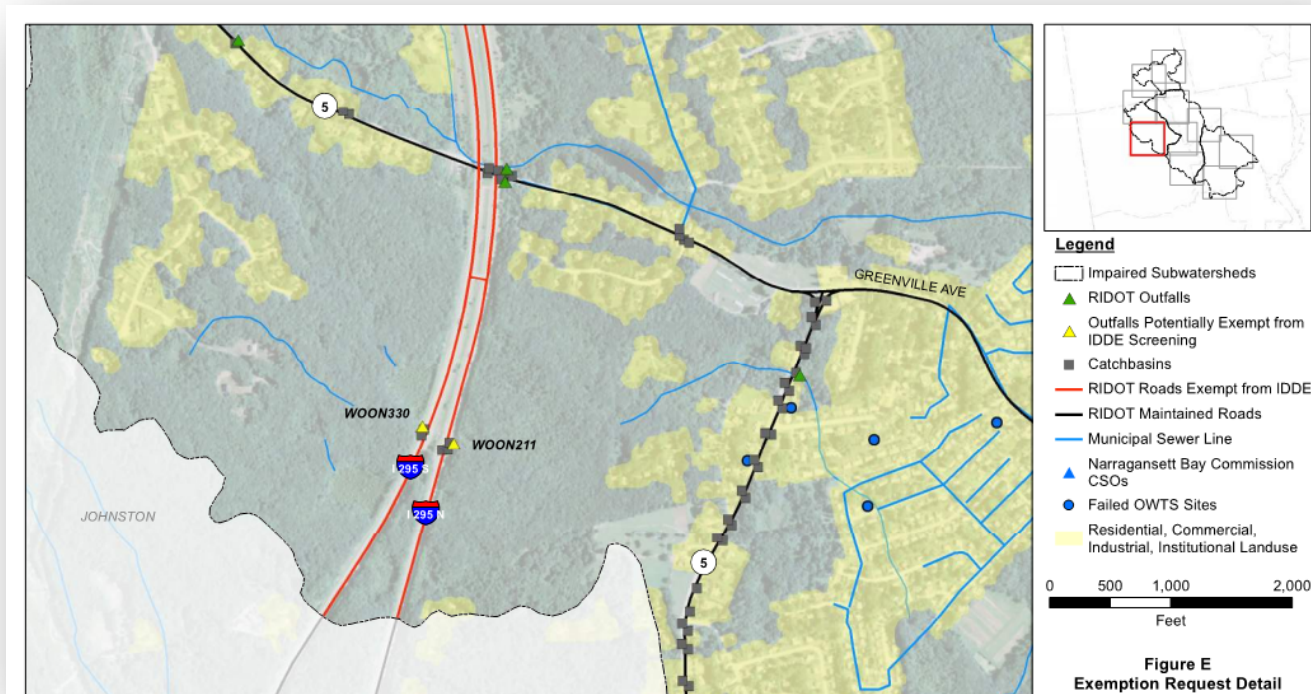 5
GREENVILLE AVE
WOON330
WOON211
I 295 S
I 295 N
JOHNSTON
5
Legend
Impaired Subwatersheds
RIDOT Outfalls
Outfalls Potentially Exempt from
IDDE Screening
Catchbasins
RIDOT Roads Exempt from IDDE
RIDOT Maintained Roads
Municipal Sewer Line
Narragansett Bay Commission
CSOs
Failed OWTS Sites
Residential, Commercial,
Industrial, Institutional Landuse
0 500 1,000 2,000
Feet
Figure E
Exemption Request Detail